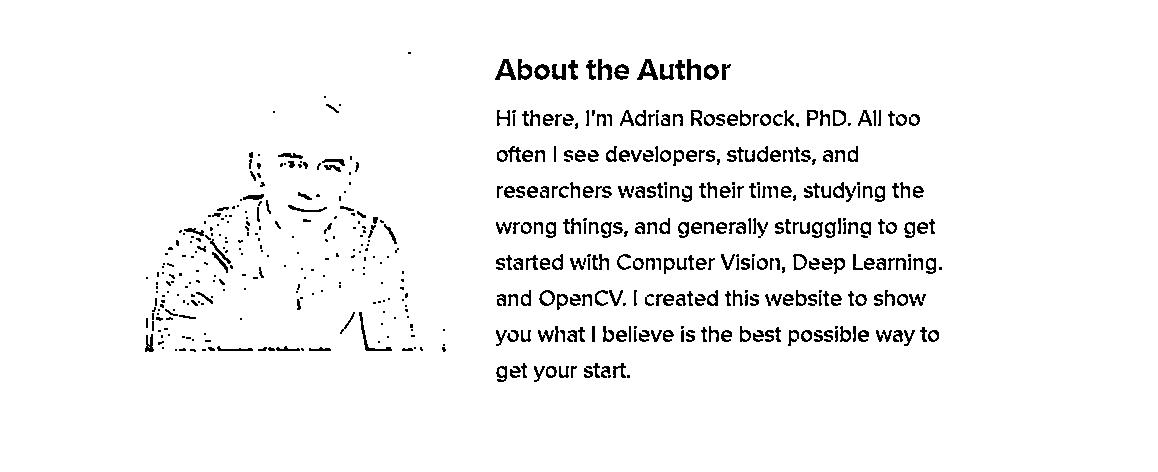 About the Author
Hi there, I'm Adrian Rosebrock, PhD. All too
often I see developers, students, and
researchers wasting their time, studying the
wrong things, and generally struggling to get
started with Computer Vision, Deep Learning.
and OpenCV. I created this website to show
you what I believe is the best possible way to
get your start.